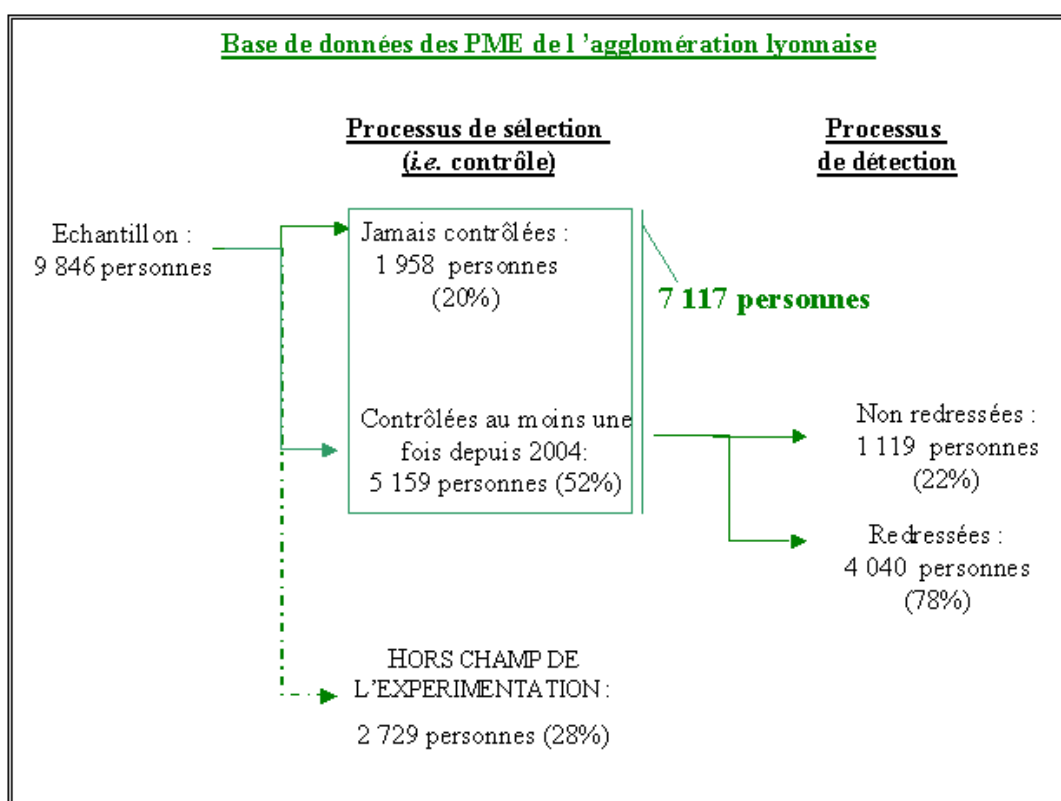 Base de données des PME de l 'agglomération lyonnaise
Processus de sélection
(i.e. contrôle)
Processus
de détection
Echantillon :
9 846 personnes
Jamais contrôlées :
1 958 personnes
(20%)
7 117 personnes
Contrôlées au moins une
fois depuis 2004:
5 159 personnes (52%)
Non redressées :
1 119 personnes
(22%)
Redressées :
4 040 personnes
(78%)
HORS CHAMP DE
L'EXPERIMENTATION :
2 729 personnes (28%)